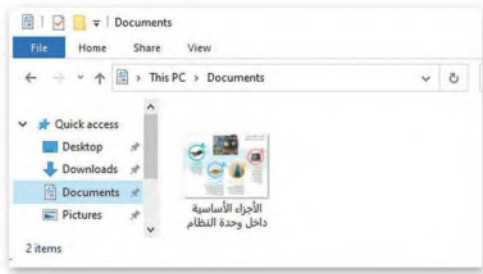 Documents
File Home Share View
This PC > Documents
Quick access
Desktop
Downloads
Documents
Pictures
الأجزاء الأساسية
داخل وحدة النظام
2 items